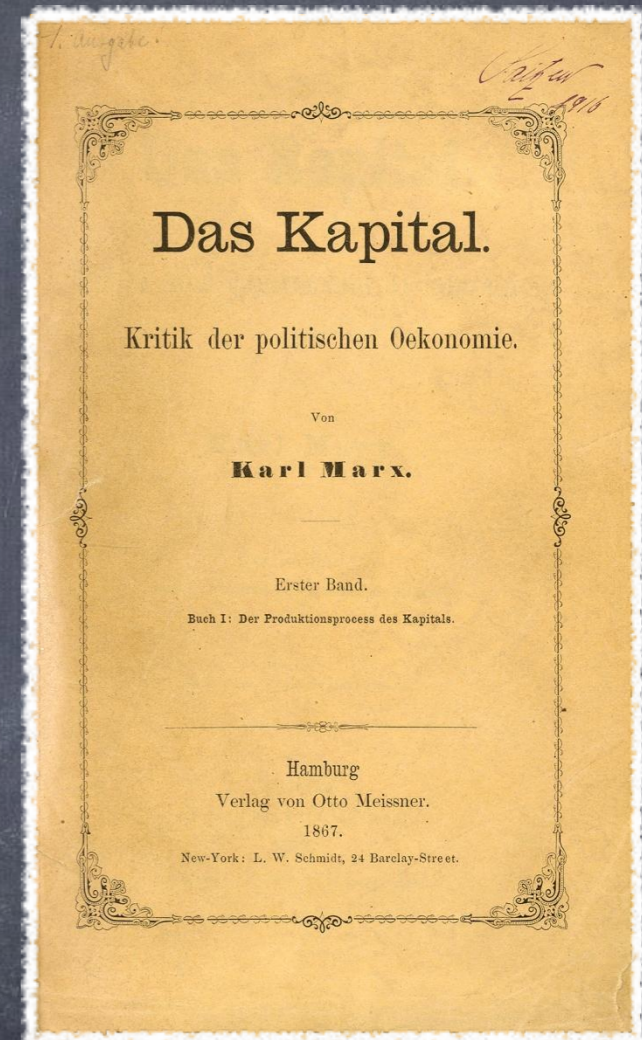 1. Ausgabe!
1916
Das Kapital.
Kritik der politischen Oekonomie.
Von
Karl Marx.
Erster Band.
Buch I: Der Produktionsprocess des Kapitals.
Hamburg
Verlag von Otto Meissner.
1867.
New-York: L. W. Schmidt, 24 Barclay-Street.